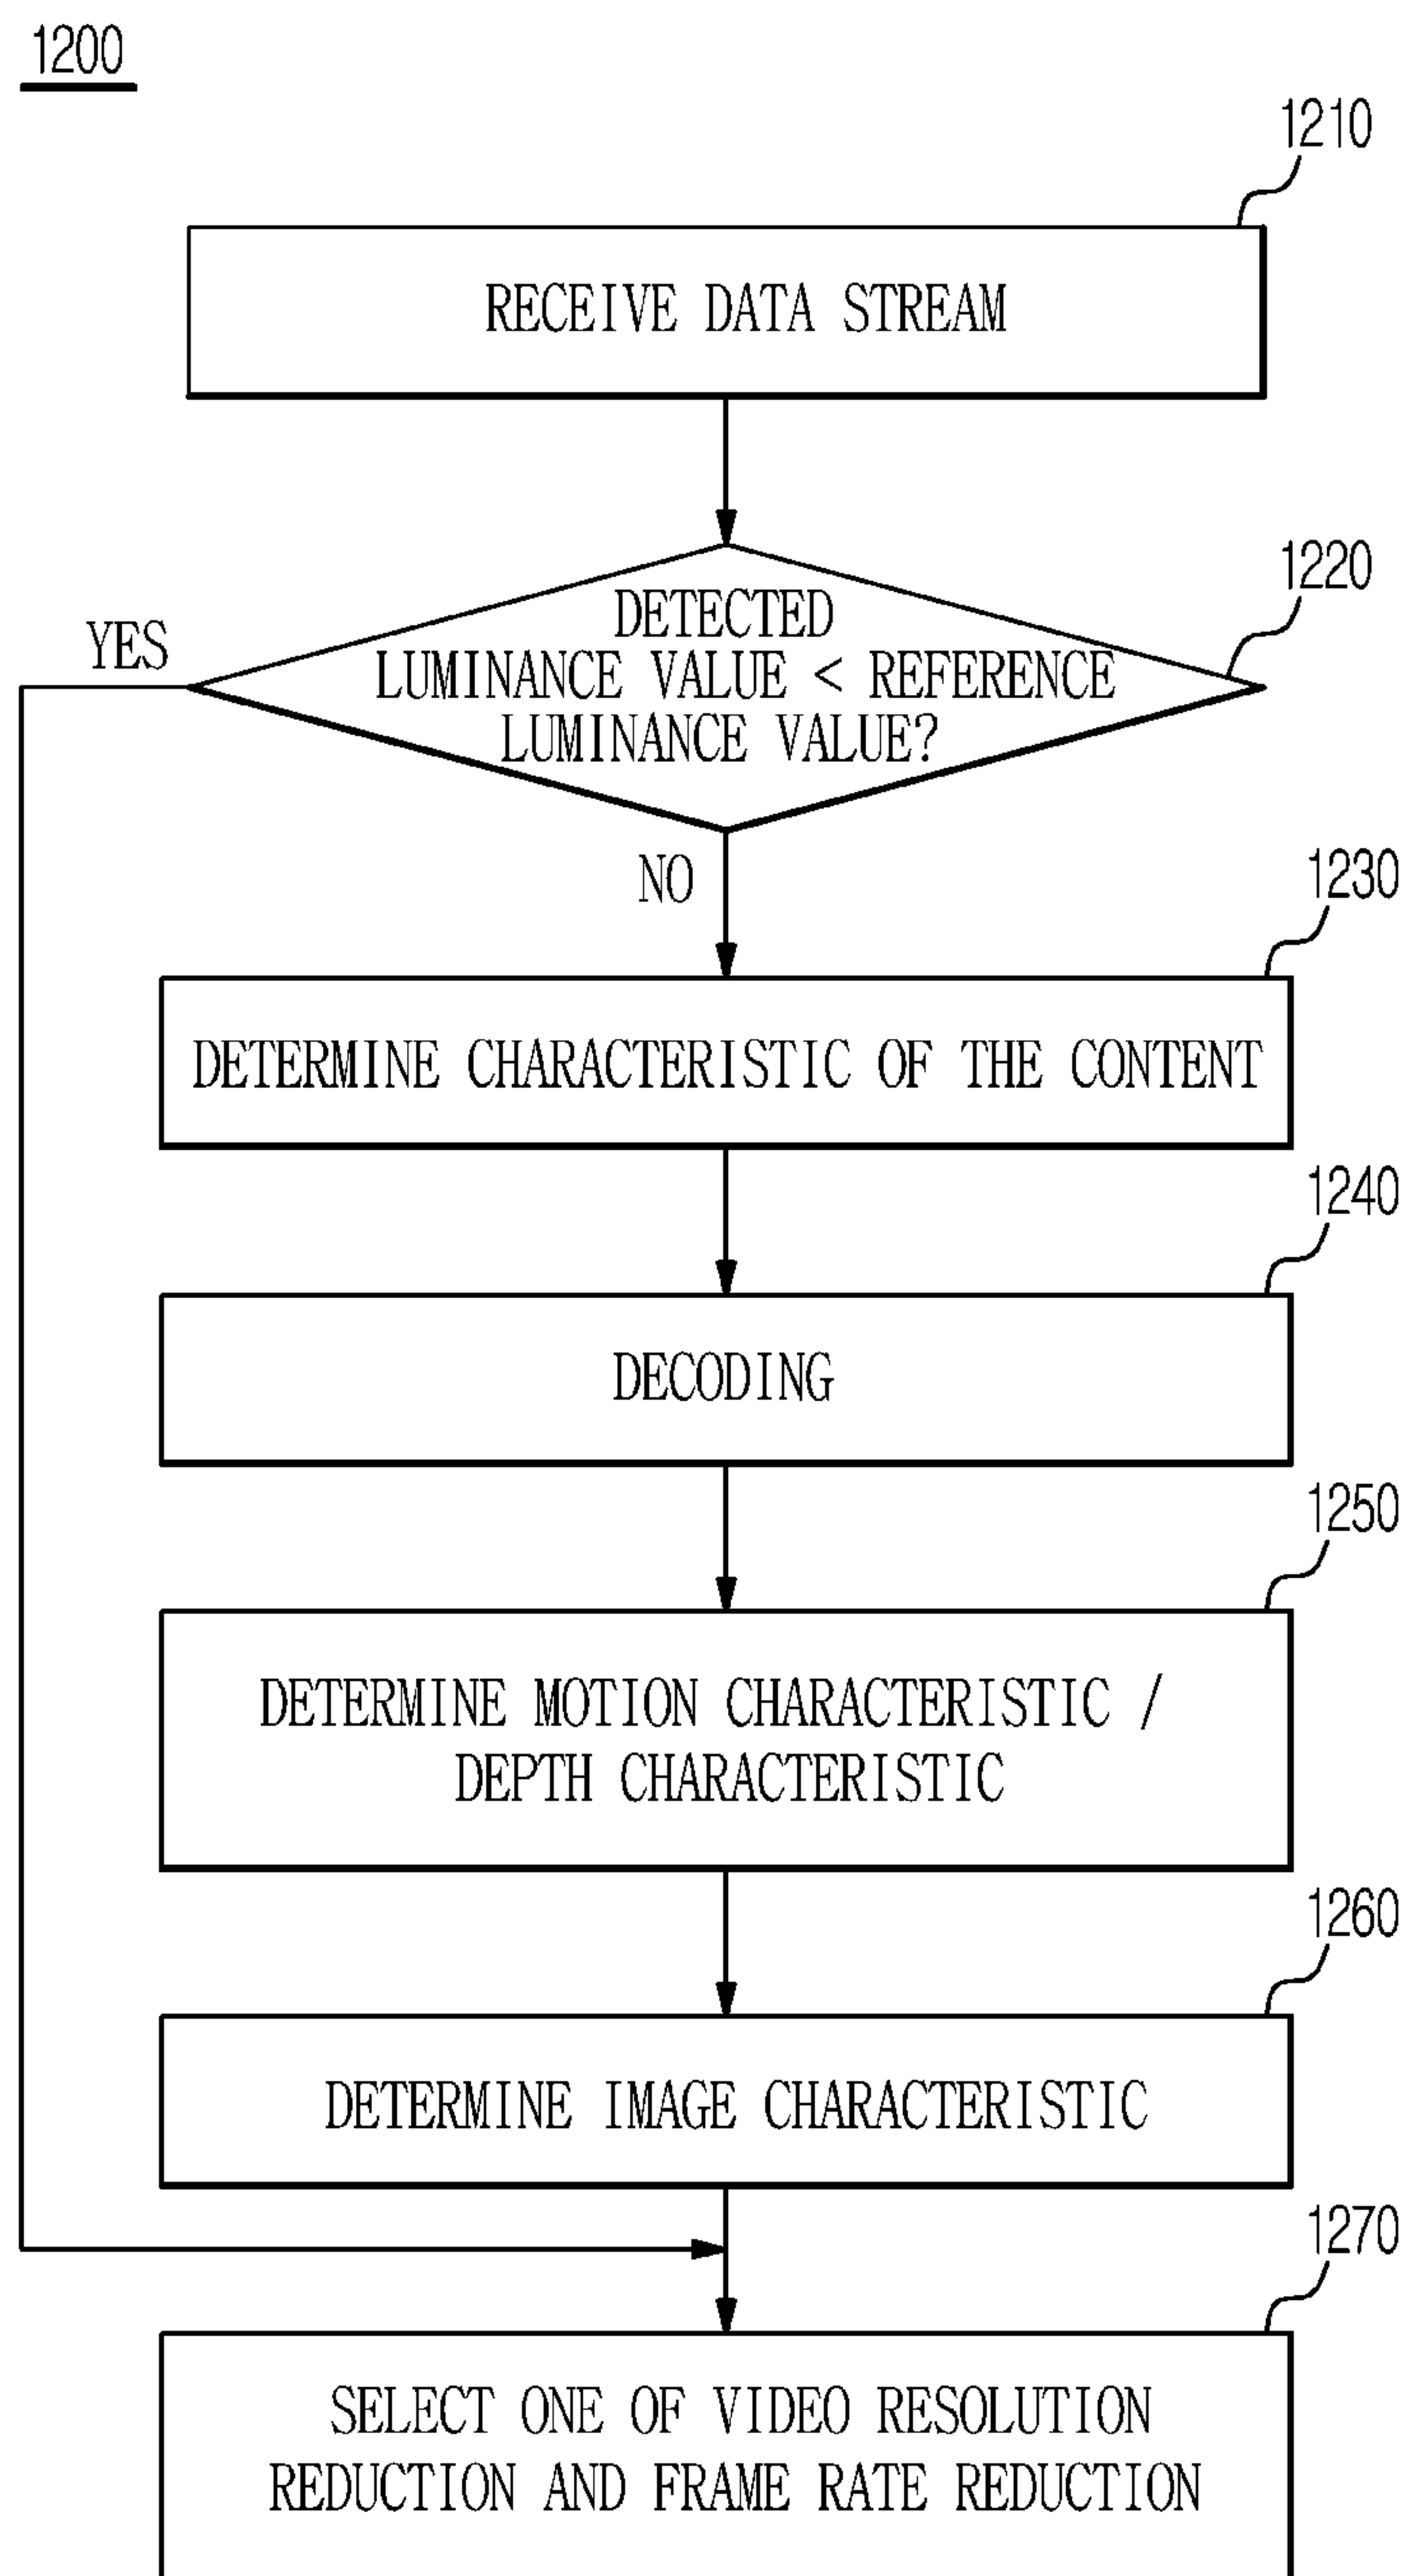 1200
1210
RECEIVE DATA STREAM
1220
YES
DETECTED
LUMINANCE VALUE < REFERENCE
LUMINANCE VALUE?
NO
1230
DETERMINE CHARACTERISTIC OF THE CONTENT
1240
DECODING
1250
DETERMINE MOTION CHARACTERISTIC /
DEPTH CHARACTERISTIC
1260
DETERMINE IMAGE CHARACTERISTIC
1270
SELECT ONE OF VIDEO RESOLUTION
REDUCTION AND FRAME RATE REDUCTION